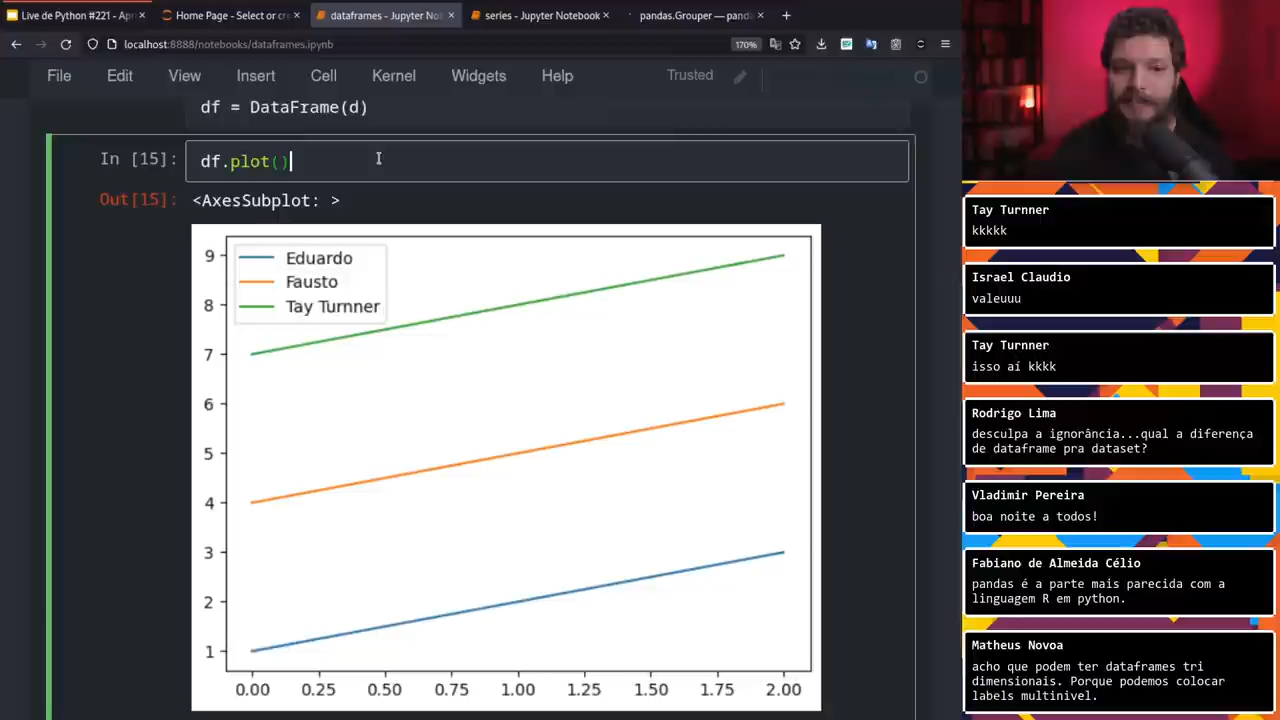 Live de Python #221 - Apr
Home Page - Select or cre
dataframes - Jupyter No
series - Jupyter Notebook
pandas.Grouper — panda
localhost:8888/notebooks/dataframes.ipynb
170%
File Edit View Insert Cell Kernel Widgets Help
Trusted
df = DataFrame(d)
In [15]: df.plot()
Out[15]: <AxesSubplot: >
Eduardo
Fausto
Tay Turnner
9
8
7
6
5
4
3
2
1
0.00 0.25 0.50 0.75 1.00 1.25 1.50 1.75 2.00
Tay Turnner
kkkkk
Israel Claudio
valeuuu
Tay Turnner
isso aí kkkk
Rodrigo Lima
desculpa a ignorância...qual a diferença
de dataframe pra dataset?
Vladimir Pereira
boa noite a todos!
Fabiano de Almeida Célio
pandas é a parte mais parecida com a
linguagem R em python.
Matheus Novoa
acho que podem ter dataframes tri
dimensionais. Porque podemos colocar
labels multinivel.